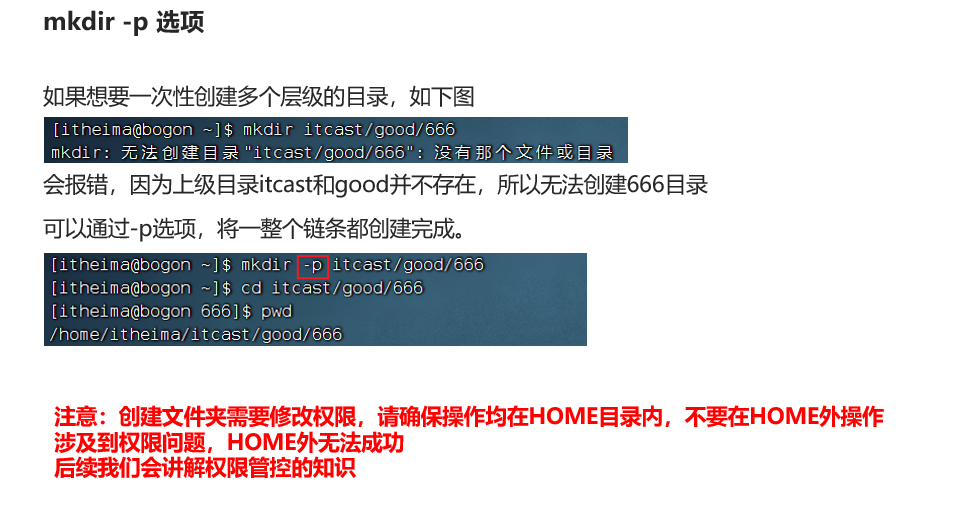 mkdir -p 选项
如果想要一次性创建多个层级的目录，如下图
[itheima@bogon ~]$ mkdir itcast/good/666
mkdir: 无法创建目录"itcast/good/666": 没有那个文件或目录
会报错，因为上级目录itcast和good并不存在，所以无法创建666目录
可以通过-p选项，将一整个链条都创建完成。
[itheima@bogon ~]$ mkdir -p itcast/good/666
[itheima@bogon ~]$ cd itcast/good/666
[itheima@bogon 666]$ pwd
/home/itheima/itcast/good/666
注意：创建文件夹需要修改权限，请确保操作均在HOME目录内，不要在HOME外操作
涉及到权限问题，HOME外无法成功
后续我们会讲解权限管控的知识